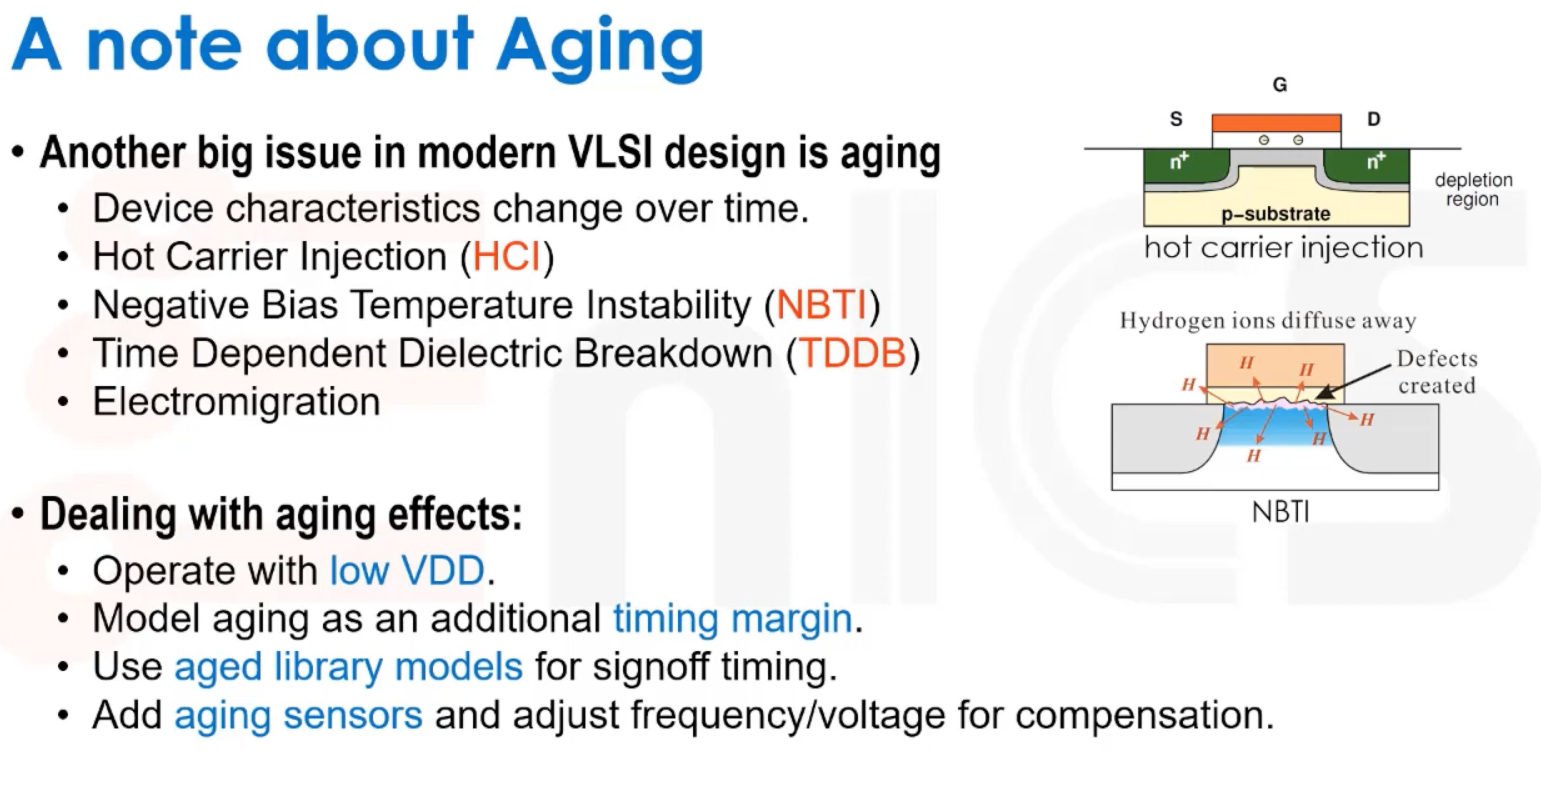 A note about Aging
• Another big issue in modern VLSI design is aging
• Device characteristics change over time.
• Hot Carrier Injection (HCI)
• Negative Bias Temperature Instability (NBTI)
• Time Dependent Dielectric Breakdown (TDDB)
• Electromigration
• Dealing with aging effects:
• Operate with low VDD.
• Model aging as an additional timing margin.
• Use aged library models for signoff timing.
• Add aging sensors and adjust frequency/voltage for compensation.
G
S D
n+ n+
depletion
region
p-substrate
hot carrier injection
Hydrogen ions diffuse away
Defects
created
H H
H
H
H H
H
NBTI
nICS